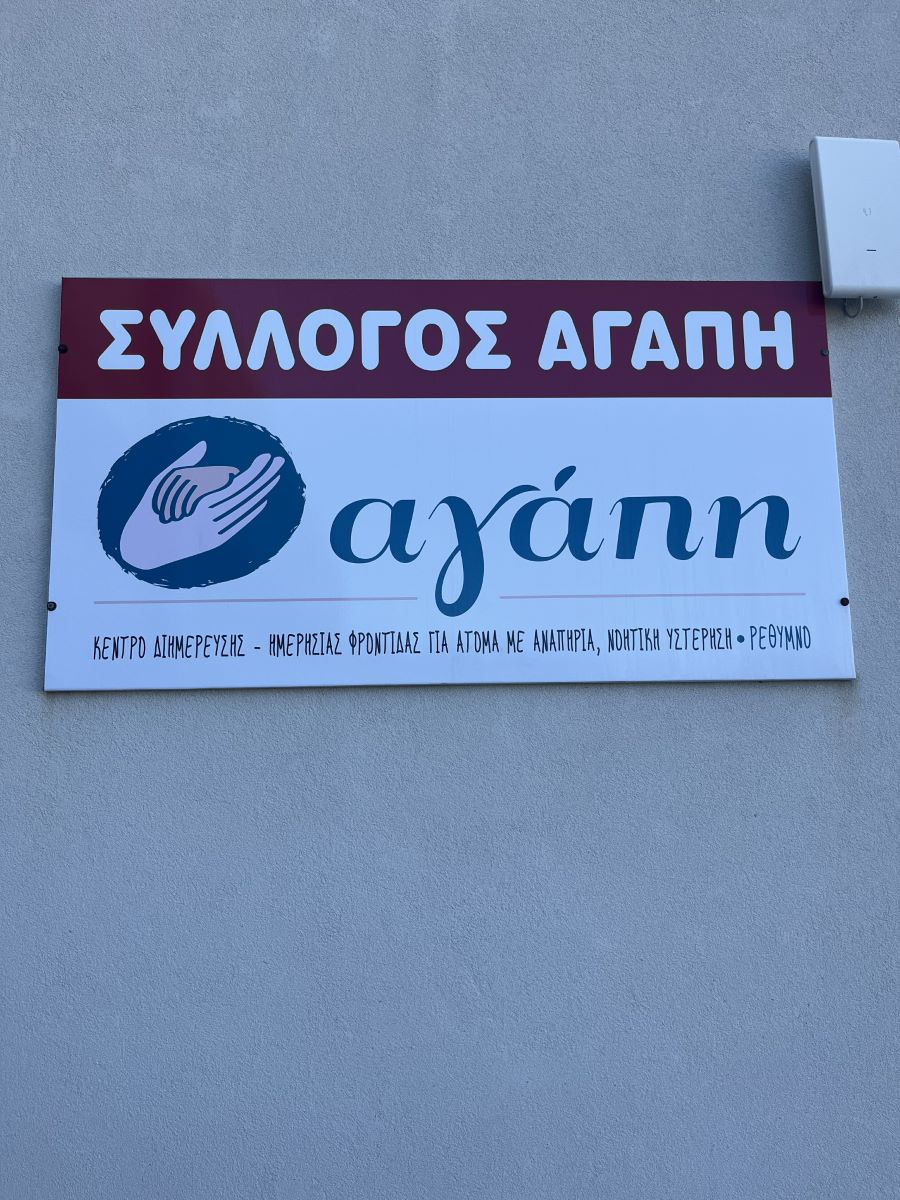 ΣΥΛΛΟΓΟΣ ΑΓΑΠΗ
αγάπη
ΚΕΝΤΡΟ ΔΙΗΜΕΡΕΥΣΗΣ - ΗΜΕΡΗΣΙΑΣ ΦΡΟΝΤΙΔΑΣ ΓΙΑ ΑΤΟΜΑ ΜΕ ΑΝΑΠΗΡΙΑ, ΝΟΗΤΙΚΗ ΥΣΤΕΡΗΣΗ • ΡΕΘΥΜΝΟ